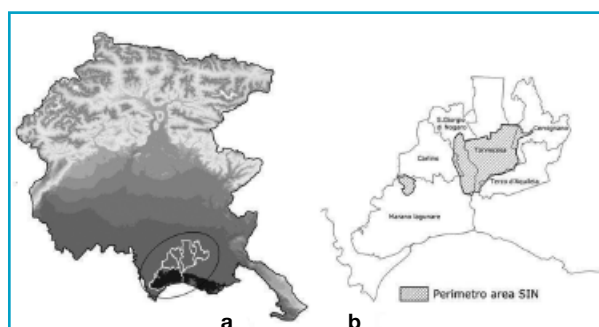 S.Giorgio
di Nogaro
Cervignano
Torviscosa
Carlino
Terzo d'Aquileia
Marano lagunare
Perimetro area SIN
a b